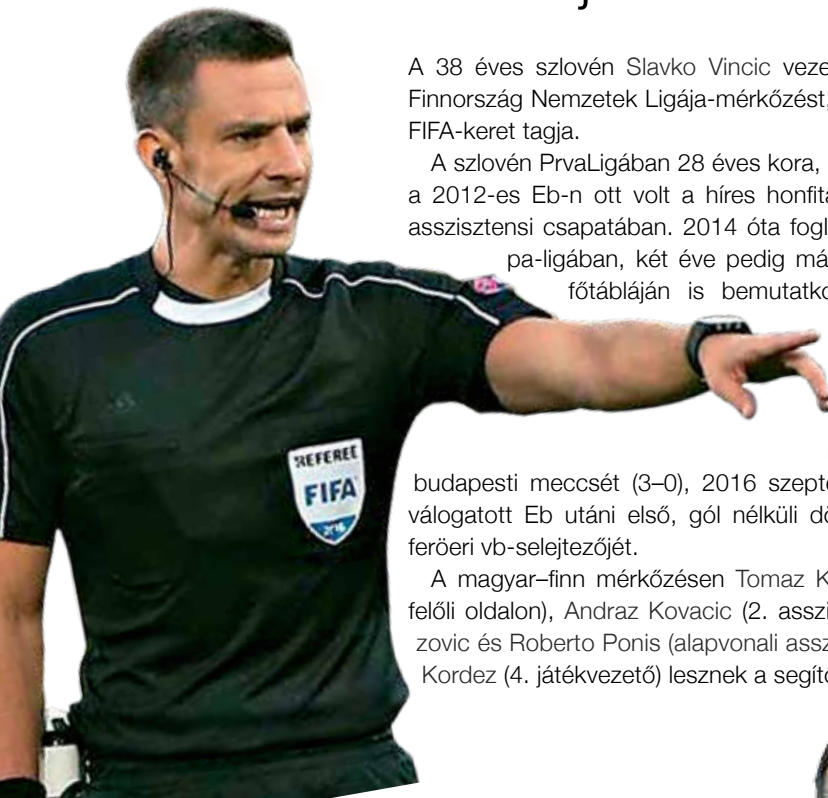 A 38 éves szlovén Slavko Vincic veze
Finnország Nemzetek Ligája-mérkőzést,
FIFA-keret tagja.
A szlovén PrvaLigában 28 éves kora,
a 2012-es Eb-n ott volt a híres honfitá
asszisztensi csapatában. 2014 óta fogl
pa-ligában, két éve pedig má
főtábláján is bemutatko
REFEREE
FIFA
2016
budapesti meccsét (3–0), 2016 szepte
válogatott Eb utáni első, gól nélküli dö
feröeri vb-selejtezőjét.
A magyar–finn mérkőzésen Tomaz K
felőli oldalon), Andraz Kovacic (2. asszi
zovic és Roberto Ponis (alapvonali assz
Kordez (4. játékvezető) lesznek a segítő